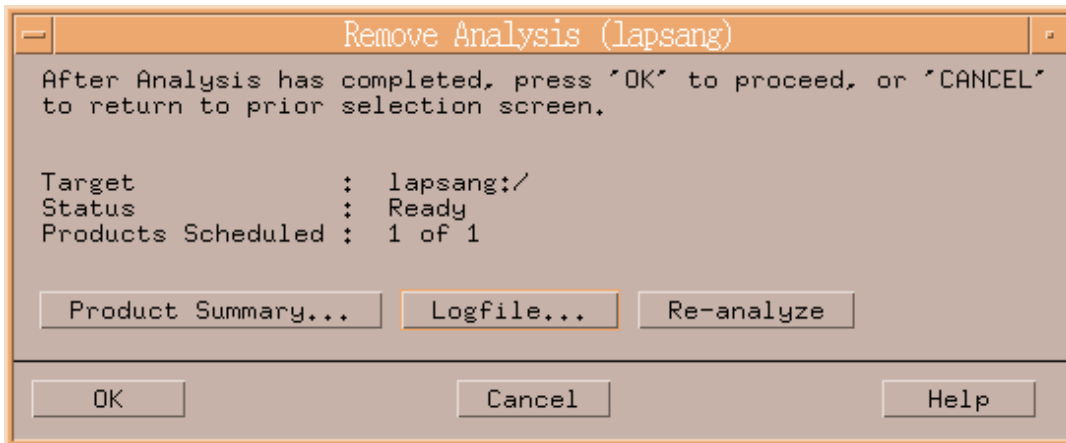 Remove Analysis (lapsang)
After Analysis has completed, press ´OK´ to proceed, or ´CANCEL´
to return to prior selection screen.
Target : lapsang:/
Status : Ready
Products Scheduled : 1 of 1
Product Summary... Logfile... Re-analyze
OK Cancel Help